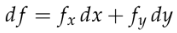 df = f_x dx + f_y dy